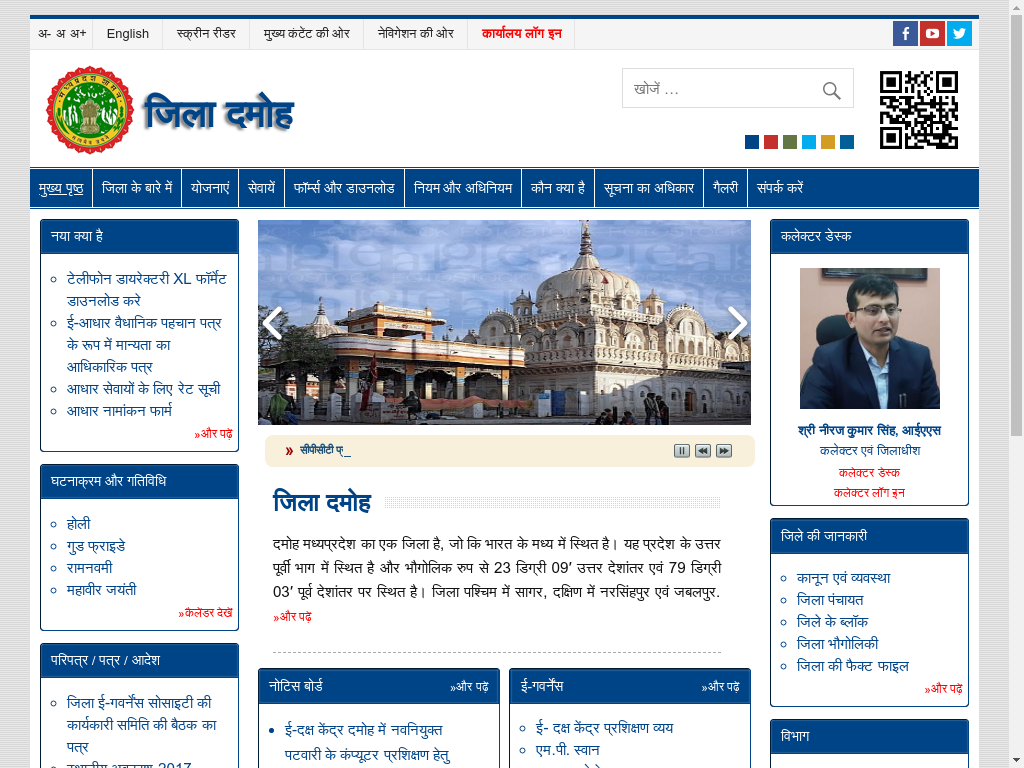 अ- अ अ+
English
स्क्रीन रीडर
मुख्य कंटेंट की ओर
नेविगेशन की ओर
कार्यालय लॉग इन
जिला दमोह
खोजें …
मुख्य पृष्ठ
जिला के बारे में
योजनाएं
सेवायें
फॉर्म्स और डाउनलोड
नियम और अधिनियम
कौन क्या है
सूचना का अधिकार
गैलरी
संपर्क करें
नया क्या है
टेलीफोन डायरेक्टरी XL फॉर्मेट
डाउनलोड करे
ई-आधार वैधानिक पहचान पत्र
के रूप में मान्यता का
आधिकारिक पत्र
आधार सेवायों के लिए रेट सूची
आधार नामांकन फार्म
»और पढ़ें
घटनाक्रम और गतिविधि
होली
गुड फ्राइडे
रामनवमी
महावीर जयंती
»कैलेंडर देखें
परिपत्र / पत्र / आदेश
जिला ई-गवर्नेंस सोसाइटी की
कार्यकारी समिति की बैठक का
पत्र
» सीपीसीटी प्_
जिला दमोह
दमोह मध्यप्रदेश का एक जिला है, जो कि भारत के मध्य में स्थित है। यह प्रदेश के उत्तर
पूर्वी भाग में स्थित है और भौगोलिक रुप से 23 डिग्री 09′ उत्तर देशांतर एवं 79 डिग्री
03′ पूर्व देशांतर पर स्थित है। जिला पश्चिम में सागर, दक्षिण में नरसिंहपुर एवं जबलपुर.
»और पढ़ें
नोटिस बोर्ड
»और पढ़ें
ई-दक्ष केंद्र दमोह में नवनियुक्त
पटवारी के कंप्यूटर प्रशिक्षण हेतु
ई-गवर्नेंस
»और पढ़ें
ई- दक्ष केंद्र प्रशिक्षण व्यय
एम.पी. स्वान
कलेक्टर डेस्क
श्री नीरज कुमार सिंह, आईएएस
कलेक्टर एवं जिलाधीश
कलेक्टर डेस्क
कलेक्टर लॉग इन
जिले की जानकारी
कानून एवं व्यवस्था
जिला पंचायत
जिले के ब्लॉक
जिला भौगोलिकी
जिला की फैक्ट फाइल
»और पढ़ें
विभाग